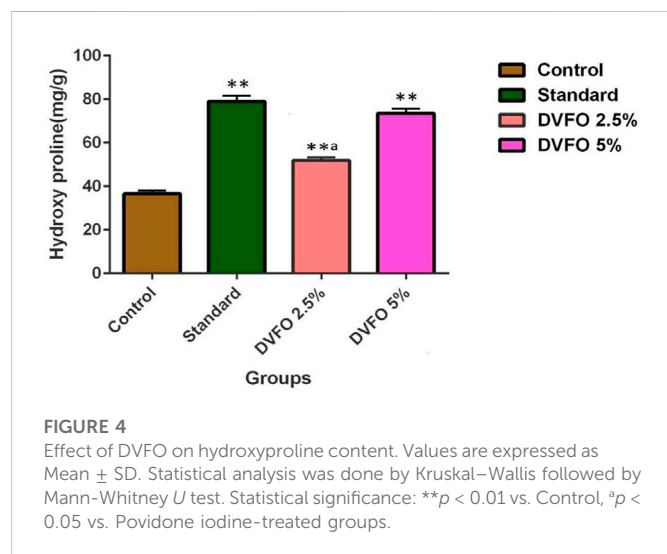 100
80
60
40
20
0
Hydroxy proline(mg/g)
**
**a
**
Control
Standard
DVFO 2.5%
DVFO 5%
Groups
Control
Standard
DVFO 2.5%
DVFO 5%
FIGURE 4
Effect of DVFO on hydroxyproline content. Values are expressed as
Mean ± SD. Statistical analysis was done by Kruskal–Wallis followed by
Mann-Whitney U test. Statistical significance: **p < 0.01 vs. Control, ᵃp <
0.05 vs. Povidone iodine-treated groups.